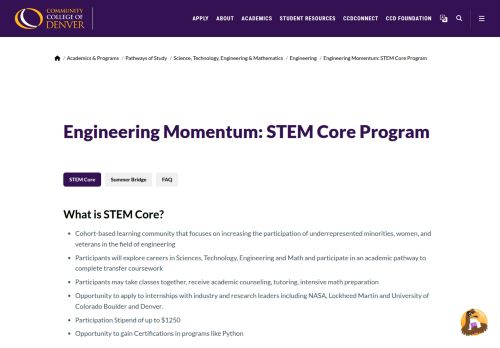 COMMUNITY
COLLEGE OF
DENVER
APPLY ABOUT ACADEMICS STUDENT RESOURCES CCDCONNECT CCD FOUNDATION
/ Academics & Programs / Pathways of Study / Science, Technology, Engineering & Mathematics / Engineering / Engineering Momentum: STEM Core Program
Engineering Momentum: STEM Core Program
STEM Core Summer Bridge FAQ
What is STEM Core?
• Cohort-based learning community that focuses on increasing the participation of underrepresented minorities, women, and
veterans in the field of engineering
• Participants will explore careers in Sciences, Technology, Engineering and Math and participate in an academic pathway to
complete transfer coursework
• Participants may take classes together, receive academic counseling, tutoring, intensive math preparation
• Opportunity to apply to internships with industry and research leaders including NASA, Lockheed Martin and University of
Colorado Boulder and Denver.
• Participation Stipend of up to $1250
• Opportunity to gain Certifications in programs like Python